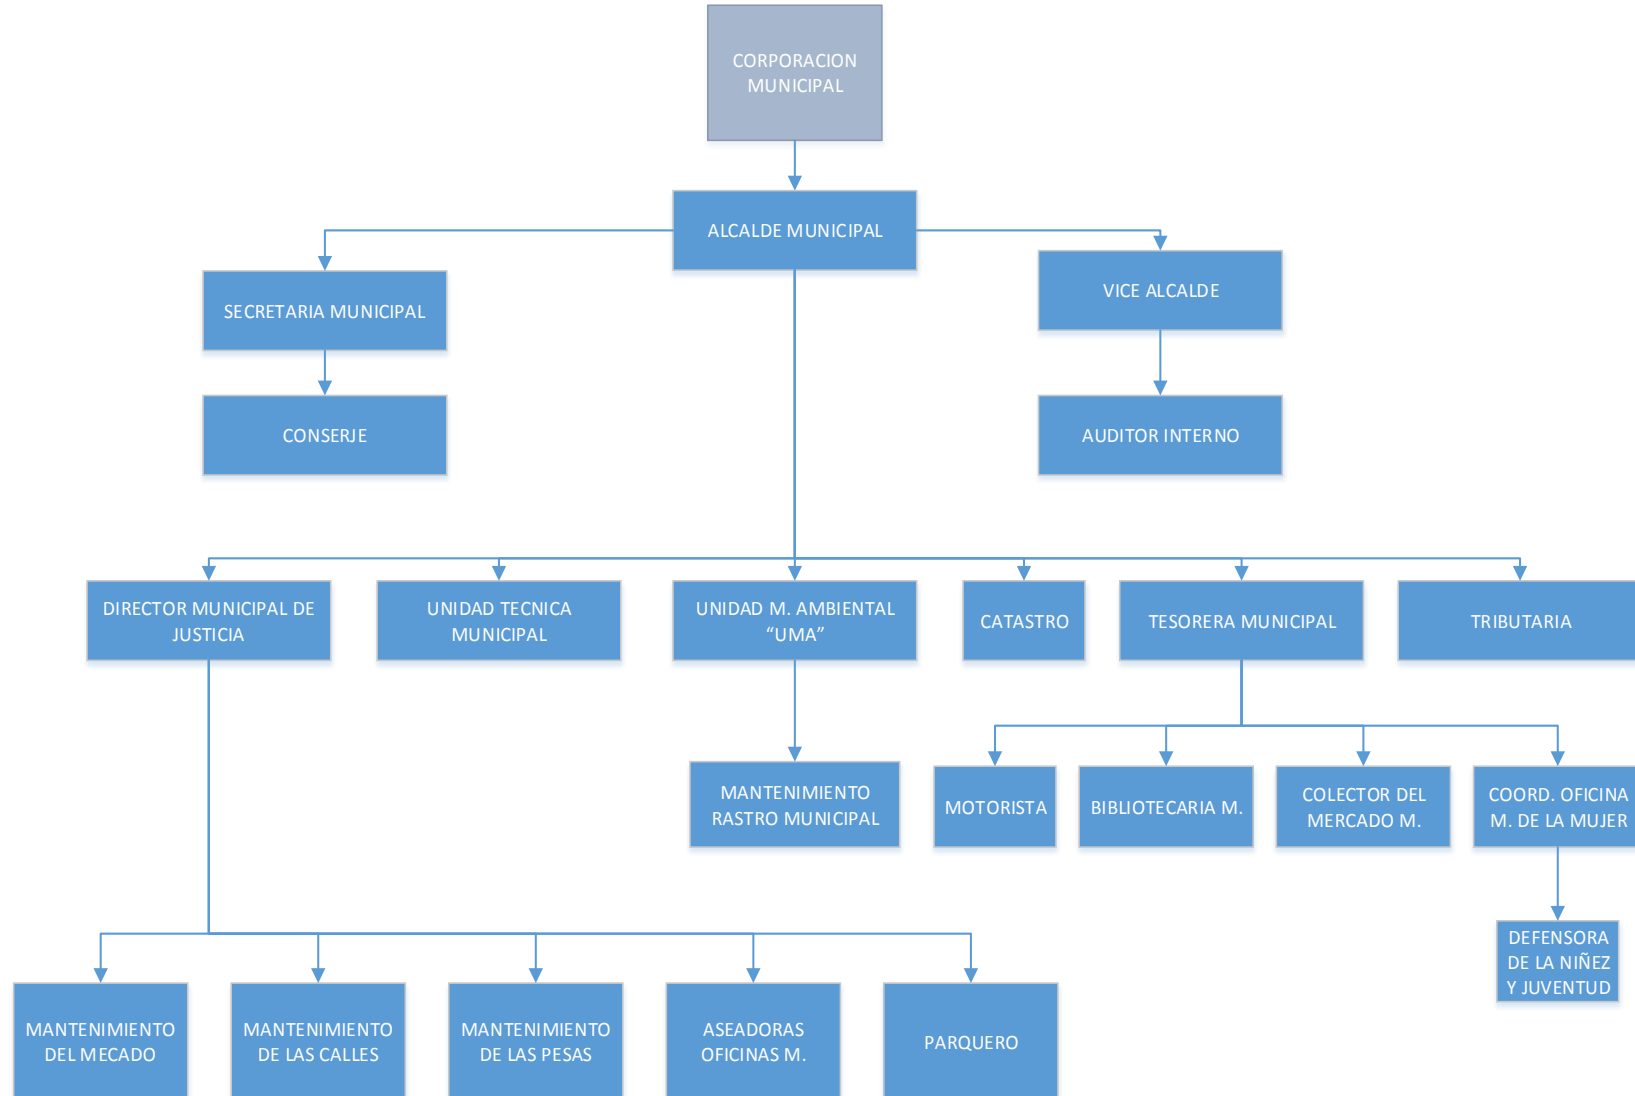 CORPORACION
MUNICIPAL
ALCALDE MUNICIPAL
SECRETARIA MUNICIPAL
VICE ALCALDE
CONSERJE
AUDITOR INTERNO
DIRECTOR MUNICIPAL DE
JUSTICIA
UNIDAD TECNICA
MUNICIPAL
UNIDAD M. AMBIENTAL
“UMA”
CATASTRO
TESORERA MUNICIPAL
TRIBUTARIA
MANTENIMIENTO
RASTRO MUNICIPAL
MOTORISTA
BIBLIOTECARIA M.
COLECTOR DEL
MERCADO M.
COORD. OFICINA
M. DE LA MUJER
DEFENSORA
DE LA NIÑEZ
Y JUVENTUD
MANTENIMIENTO
DEL MECADO
MANTENIMIENTO
DE LAS CALLES
MANTENIMIENTO
DE LAS PESAS
ASEADORAS
OFICINAS M.
PARQUERO